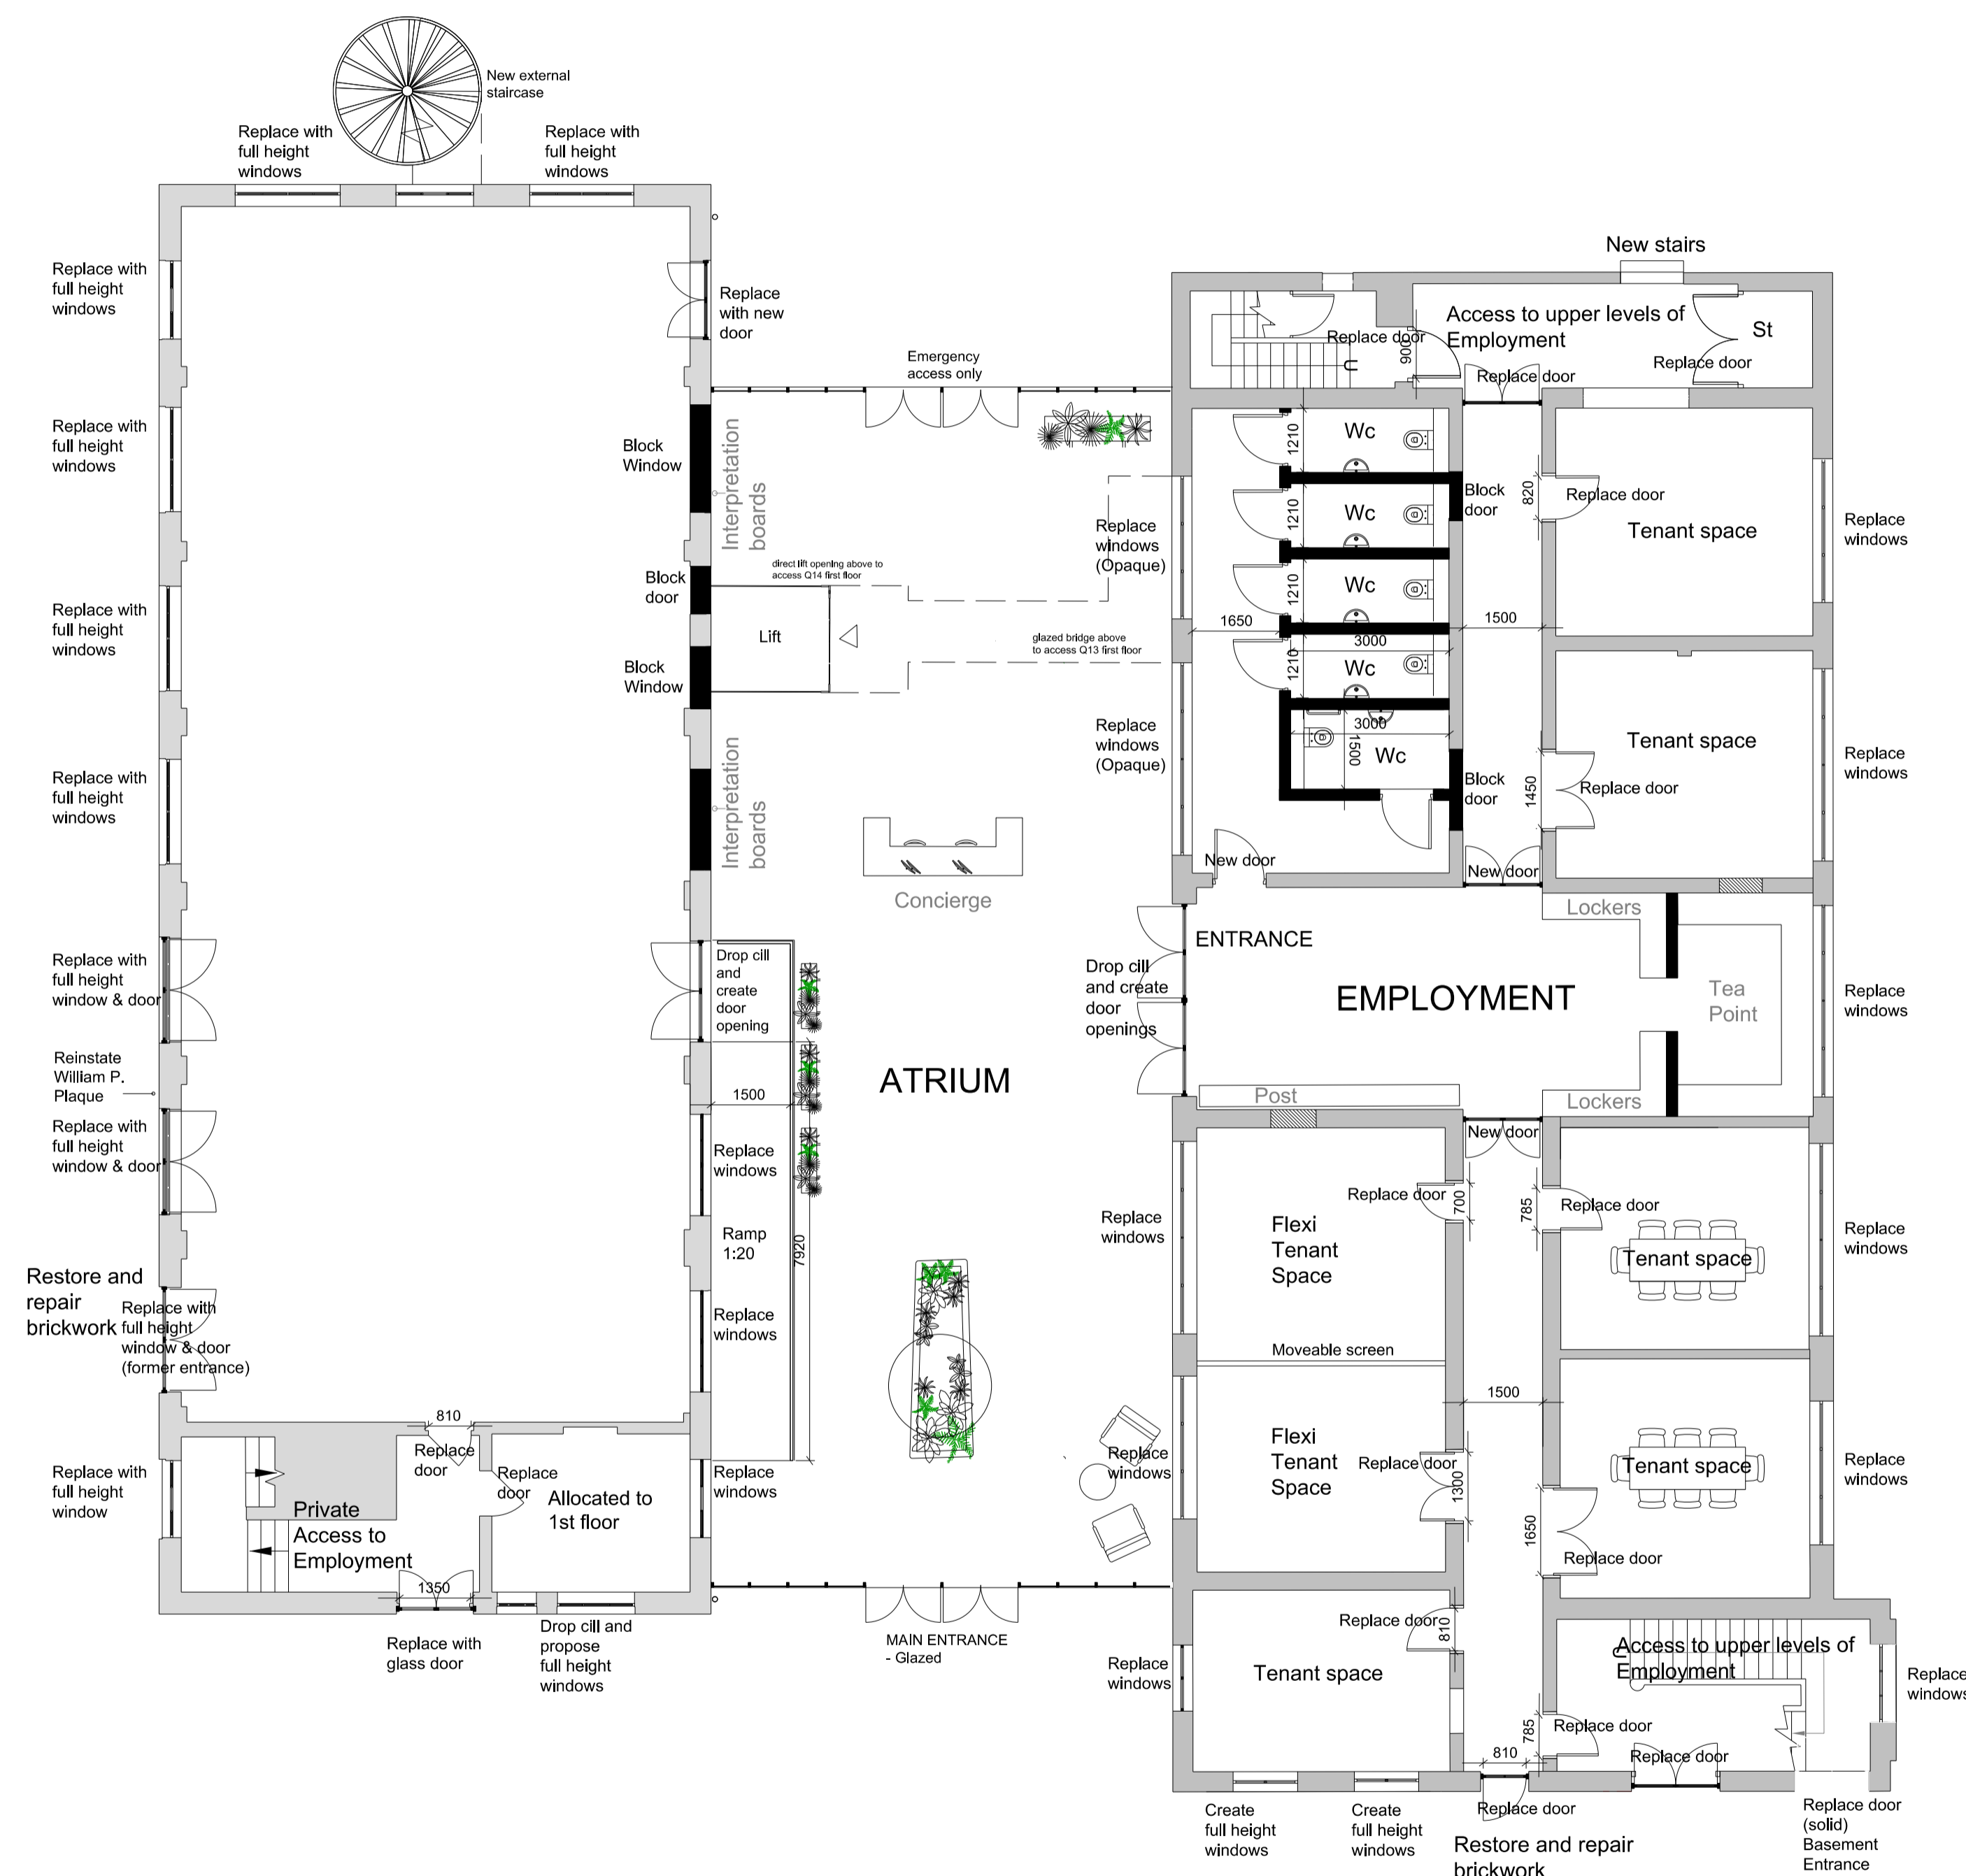 New external
staircase
Replace with
full height
windows
Replace with
full height
windows
Replace with
full height
windows
Replace
with new
door
Replace with
full height
windows
Block
Window
Interpretation
boards
Block
door
Replace with
full height
windows
Block
Window
Replace with
full height
windows
Interpretation
boards
Replace with
full height
window & door
Reinstate
William P.
Plaque
Replace with
full height
window & door
Restore and
repair
brickwork
Replace with
full height
window & door
(former entrance)
810
Replace
door
Replace
door
Replace with
full height
window
Private
Access to
Employment
Allocated to
1st floor
1350
Replace with
glass door
Drop cill and
propose
full height
windows
Emergency
access only
direct lift opening above to
access Q14 first floor
Lift
glazed bridge above
to access Q13 first floor
Concierge
Drop cill
and
create
door
opening
ATRIUM
1500
Replace
windows
Ramp
1:20
7920
Replace
windows
Replace
windows
MAIN ENTRANCE
- Glazed
Replace
windows
(Opaque)
Replace
windows
(Opaque)
Drop cill
and create
door
openings
Replace
windows
Replace
windows
Replace
windows
New stairs
Access to upper levels of
Employment
St
Replace door
900
U
Replace door
Replace door
1210
Wc
1210
Wc
1210
Wc
1650
3000
1210
Wc
3000
1500
Wc
Block
door
820
Replace door
Tenant space
Replace
windows
1500
Tenant space
Replace
windows
Block
door
1450
Replace door
New door
New door
Lockers
ENTRANCE
EMPLOYMENT
Tea
Point
Replace
windows
Post
Lockers
New door
Replace door
700
785
Replace door
Flexi
Tenant
Space
Tenant space
Replace
windows
Moveable screen
1500
Flexi
Tenant
Space
Replace door
1300
Tenant space
Replace
windows
1650
Replace door
Replace door
810
Tenant space
Access to upper levels of
Employment
U
Replace
windows
785
Replace door
810
Replace door
Create
full height
windows
Create
full height
windows
Replace door
Restore and repair
brickwork
Replace door
(solid)
Basement
Entrance